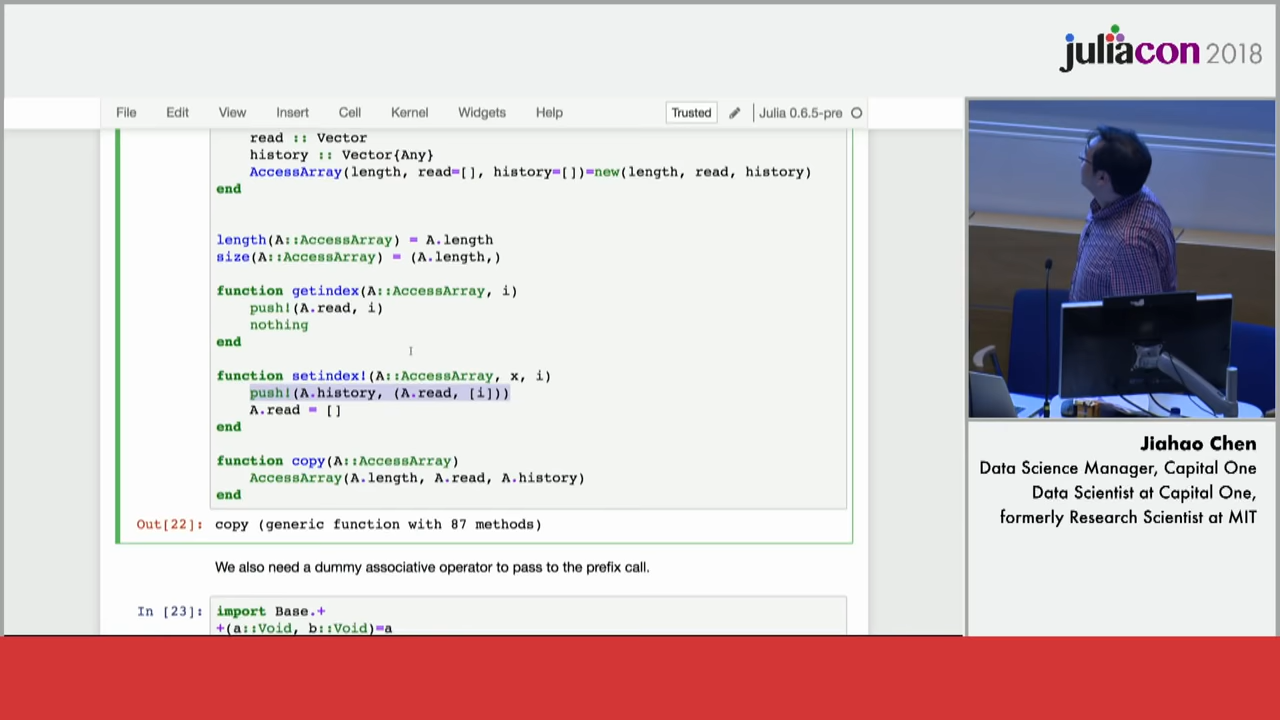 juliacon 2018
File Edit View Insert Cell Kernel Widgets Help Trusted Julia 0.6.5-pre
read :: Vector
history :: Vector{Any}
AccessArray(length, read=[], history=[])=new(length, read, history)
end
length(A::AccessArray) = A.length
size(A::AccessArray) = (A.length,)
function getindex(A::AccessArray, i)
push!(A.read, i)
nothing
end
function setindex!(A::AccessArray, x, i)
push!(A.history, (A.read, [i]))
A.read = []
end
function copy(A::AccessArray)
AccessArray(A.length, A.read, A.history)
end
Out[22]: copy (generic function with 87 methods)
We also need a dummy associative operator to pass to the prefix call.
In [23]: import Base.+
+(a::Void, b::Void)=a
Jiahao Chen
Data Science Manager, Capital One
Data Scientist at Capital One,
formerly Research Scientist at MIT